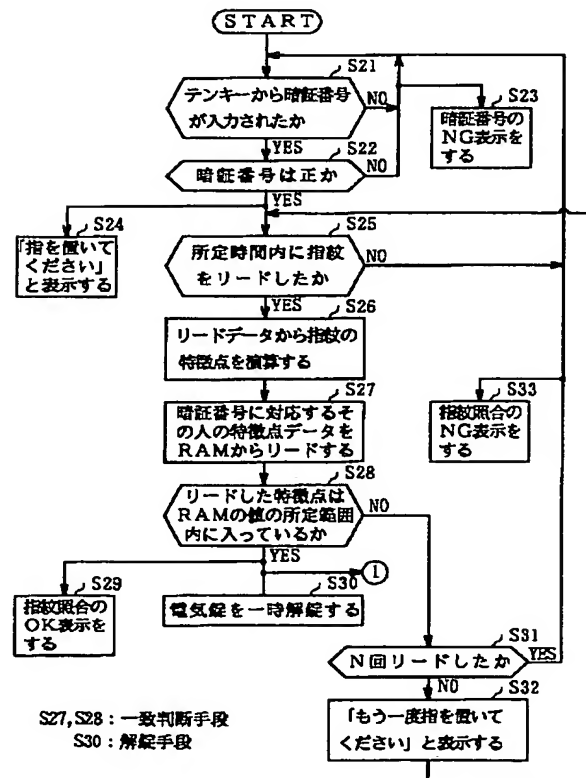 START
S21
テンキーから暗証番号
が入力されたか
NO
YES
S22
暗証番号は正か
NO
YES
S23
暗証番号の
NG表示を
する
S24
「指を置いて
ください」
と表示する
S25
所定時間内に指紋
をリードしたか
NO
YES
S26
リードデータから指紋の
特徴点を演算する
S27
暗証番号に対応するそ
の人の特徴点データを
RAMからリードする
S33
指紋照合の
NG表示を
する
S28
リードした特徴点は
RAMの値の所定範囲
内に入っているか
NO
YES
1
S29
指紋照合の
OK表示を
する
S30
電気錠を一時解錠する
S31
N回リードしたか
YES
NO
S32
「もう一度指を置いて
ください」と表示する
S27,S28:一致判断手段
S30:解錠手段